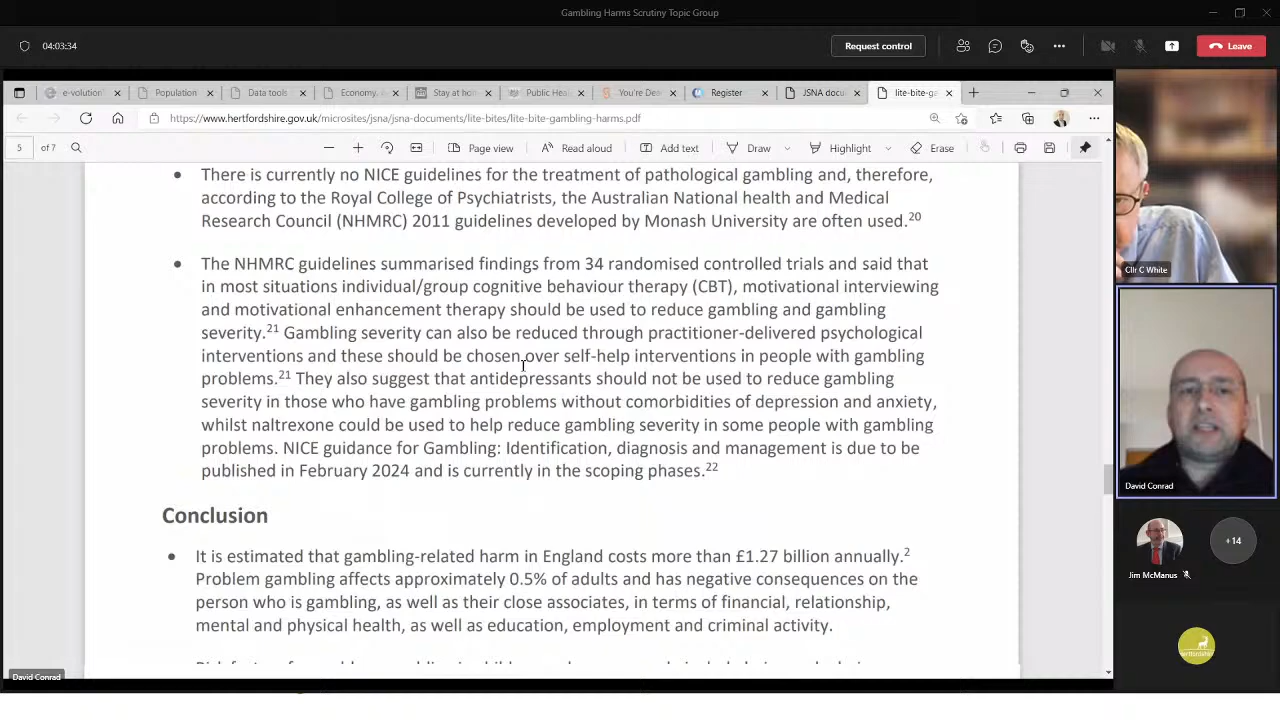 Gambling Harms Scrutiny Topic Group
04:03:34
Request control
Leave
e-volution
Population
Data tools
Economy,
Stay at hom
Public Hea
You're Dea
Register
JSNA docu
lite-bite-ga
https://www.hertfordshire.gov.uk/microsites/jsna/jsna-documents/lite-bites/lite-bite-gambling-harms.pdf
5 of 7
Page view
Read aloud
Add text
Draw
Highlight
Erase
• There is currently no NICE guidelines for the treatment of pathological gambling and, therefore,
according to the Royal College of Psychiatrists, the Australian National health and Medical
Research Council (NHMRC) 2011 guidelines developed by Monash University are often used.20
• The NHMRC guidelines summarised findings from 34 randomised controlled trials and said that
in most situations individual/group cognitive behaviour therapy (CBT), motivational interviewing
and motivational enhancement therapy should be used to reduce gambling and gambling
severity.21 Gambling severity can also be reduced through practitioner-delivered psychological
interventions and these should be chosen over self-help interventions in people with gambling
problems.21 They also suggest that antidepressants should not be used to reduce gambling
severity in those who have gambling problems without comorbidities of depression and anxiety,
whilst naltrexone could be used to help reduce gambling severity in some people with gambling
problems. NICE guidance for Gambling: Identification, diagnosis and management is due to be
published in February 2024 and is currently in the scoping phases.22
Conclusion
• It is estimated that gambling-related harm in England costs more than £1.27 billion annually.2
Problem gambling affects approximately 0.5% of adults and has negative consequences on the
person who is gambling, as well as their close associates, in terms of financial, relationship,
mental and physical health, as well as education, employment and criminal activity.
David Conrad
Cllr C White
David Conrad
+14
Jim McManus